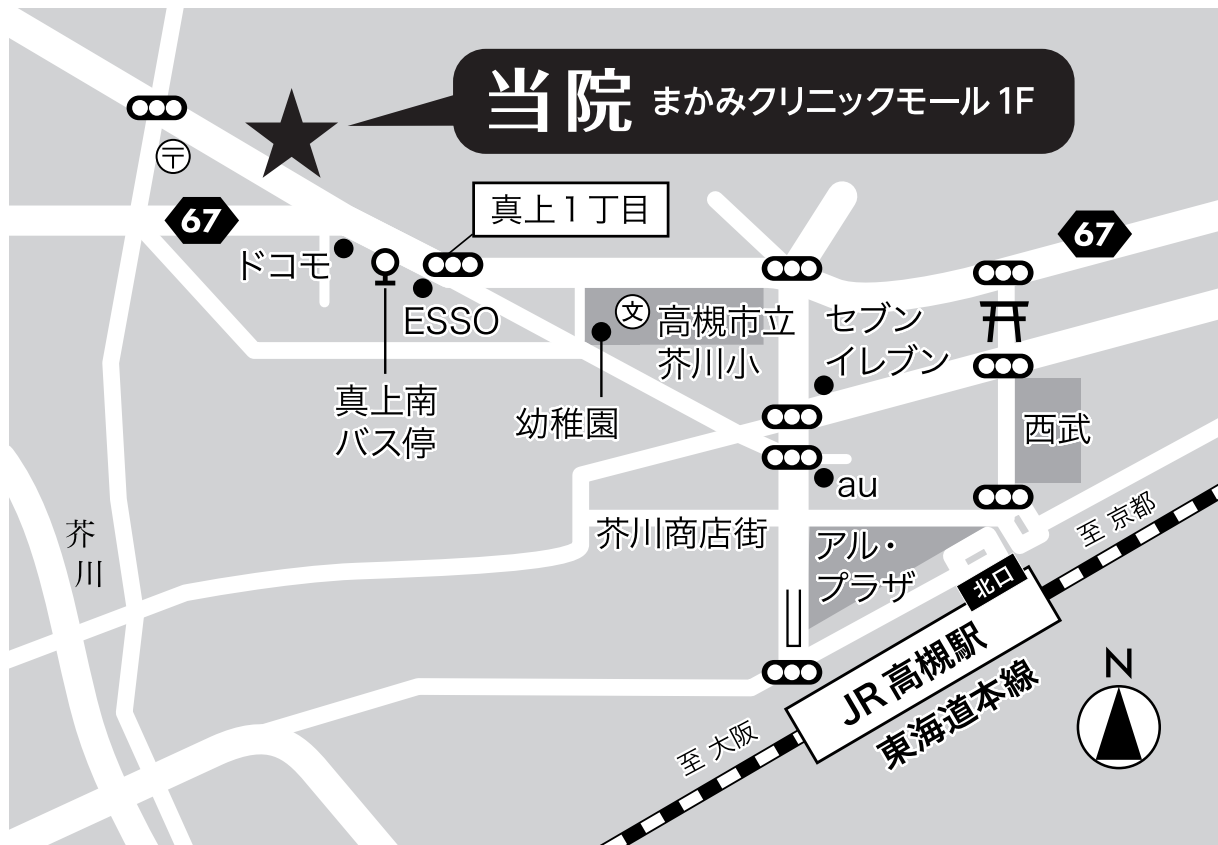 当院 まかみクリニックモール 1F
〒
真上1丁目
67
67
ドコモ
ESSO
文
高槻市立
芥川小
セブン
イレブン
真上南
バス停
幼稚園
西武
au
芥川
芥川商店街
アル・
プラザ
至 京都
北口
JR 高槻駅
東海道本線
至 大阪
N